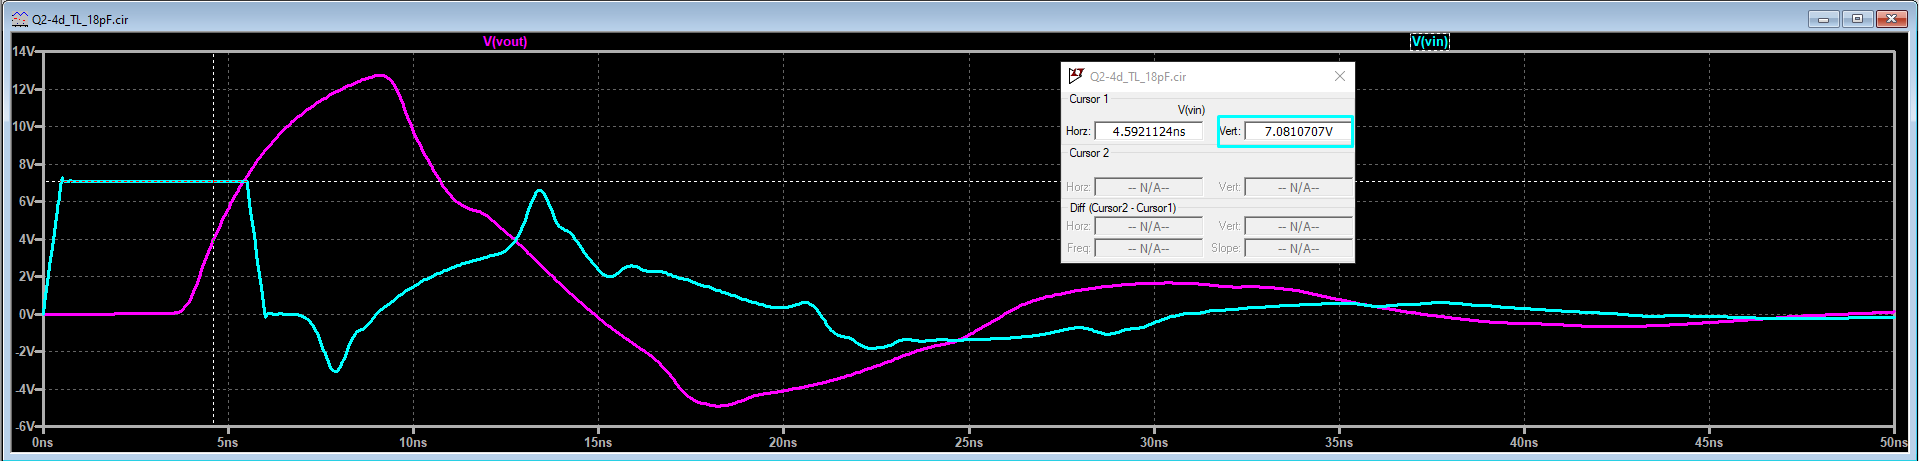 Q2-4d_TL_18pF.cir
V(vout)
V(vin)
14V
12V
10V
8V
6V
4V
2V
0V
-2V
-4V
-6V
0ns
5ns
10ns
15ns
20ns
25ns
30ns
35ns
40ns
45ns
50ns
Q2-4d_TL_18pF.cir
Cursor 1
V(vin)
Horz: 4.5921124ns Vert: 7.0810707V
Cursor 2
Horz: -- N/A-- Vert: -- N/A--
Diff (Cursor2 - Cursor1)
Horz: -- N/A-- Vert: -- N/A--
Freq: -- N/A-- Slope: -- N/A--